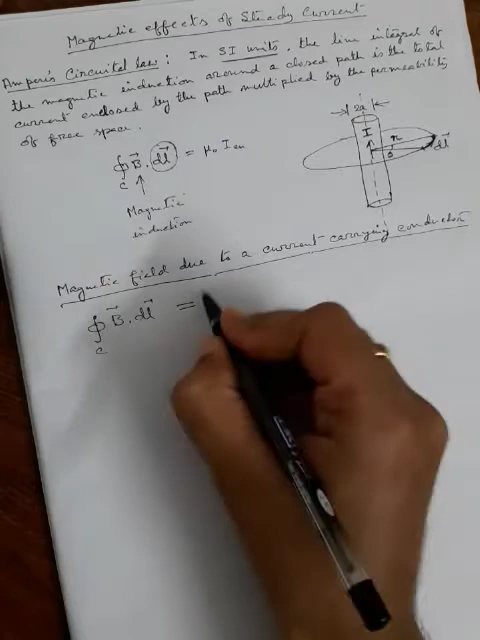 Magnetic effects of Steady Current
Ampere's Circuital law : In SI units, the line integral of
the magnetic induction around a closed path is the total
current enclosed by the path multiplied by the permeability
of free space.
∮c B⃗ . dl⃗ = μ₀ I en
Magnetic
induction
2a
I
r
dl⃗
θ
Magnetic field due to a current carrying conductor
∮c B⃗ . dl⃗ =